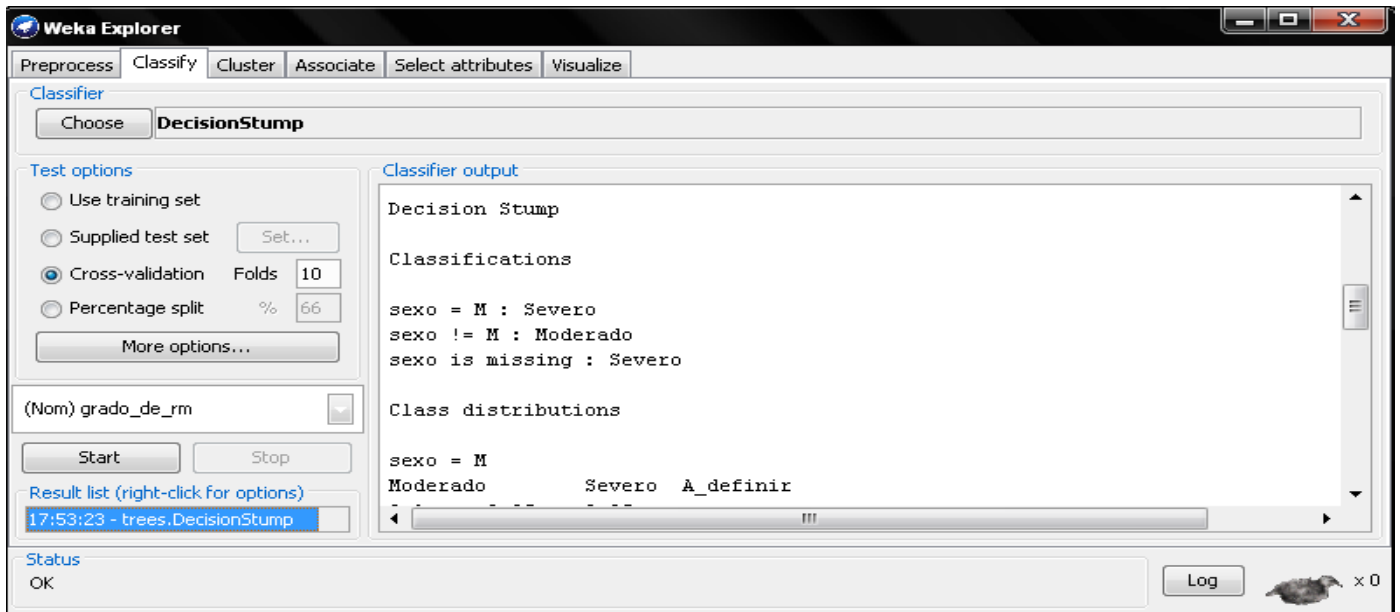 Weka Explorer
Preprocess Classify Cluster Associate Select attributes Visualize
Classifier
Choose DecisionStump
Test options
Use training set
Supplied test set Set...
Cross-validation Folds 10
Percentage split % 66
More options...
(Nom) grado_de_rm
Start Stop
Result list (right-click for options)
17:53:23 - trees.DecisionStump
Classifier output
Decision Stump
Classifications
sexo = M : Severo
sexo != M : Moderado
sexo is missing : Severo
Class distributions
sexo = M
Moderado Severo A_definir
Status
OK
Log x 0